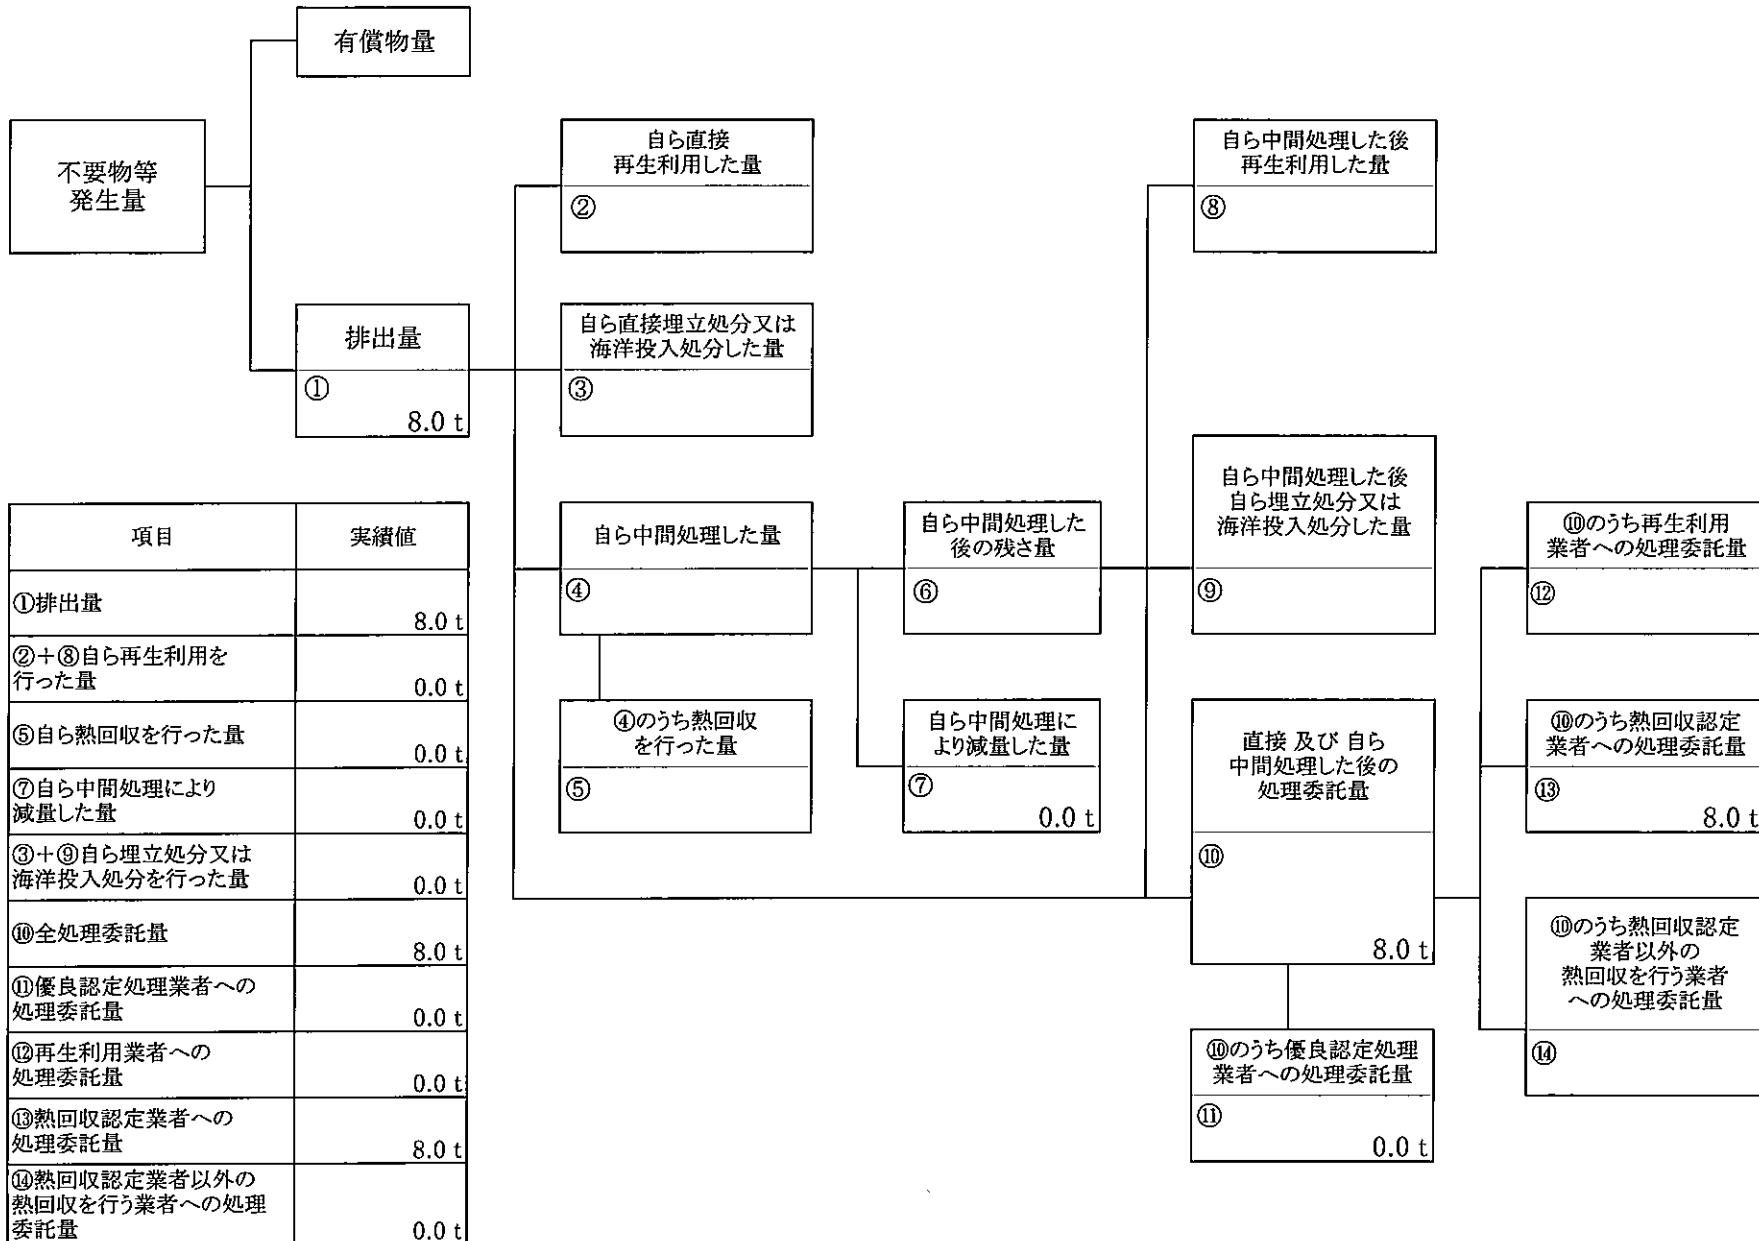 有償物量
不要物等
発生量
排出量
①
8.0 t
自ら直接
再生利用した量
②
自ら直接埋立処分又は
海洋投入処分した量
③
自ら中間処理した量
④
④のうち熱回収
を行った量
⑤
自ら中間処理した
後の残さ量
⑥
自ら中間処理に
より減量した量
⑦
0.0 t
自ら中間処理した後
再生利用した量
⑧
自ら中間処理した後
自ら埋立処分又は
海洋投入処分した量
⑨
直接 及び 自ら
中間処理した後の
処理委託量
⑩
8.0 t
⑩のうち優良認定処理
業者への処理委託量
⑪
0.0 t
⑩のうち再生利用
業者への処理委託量
⑫
⑩のうち熱回収認定
業者への処理委託量
⑬
8.0 t
⑩のうち熱回収認定
業者以外の
熱回収を行う業者
への処理委託量
⑭
項目 実績値
①排出量 8.0 t
②+⑧自ら再生利用を
行った量 0.0 t
⑤自ら熱回収を行った量 0.0 t
⑦自ら中間処理により
減量した量 0.0 t
③+⑨自ら埋立処分又は
海洋投入処分を行った量 0.0 t
⑩全処理委託量 8.0 t
⑪優良認定処理業者への
処理委託量 0.0 t
⑫再生利用業者への
処理委託量 0.0 t
⑬熱回収認定業者への
処理委託量 8.0 t
⑭熱回収認定業者以外の
熱回収を行う業者への処理
委託量 0.0 t